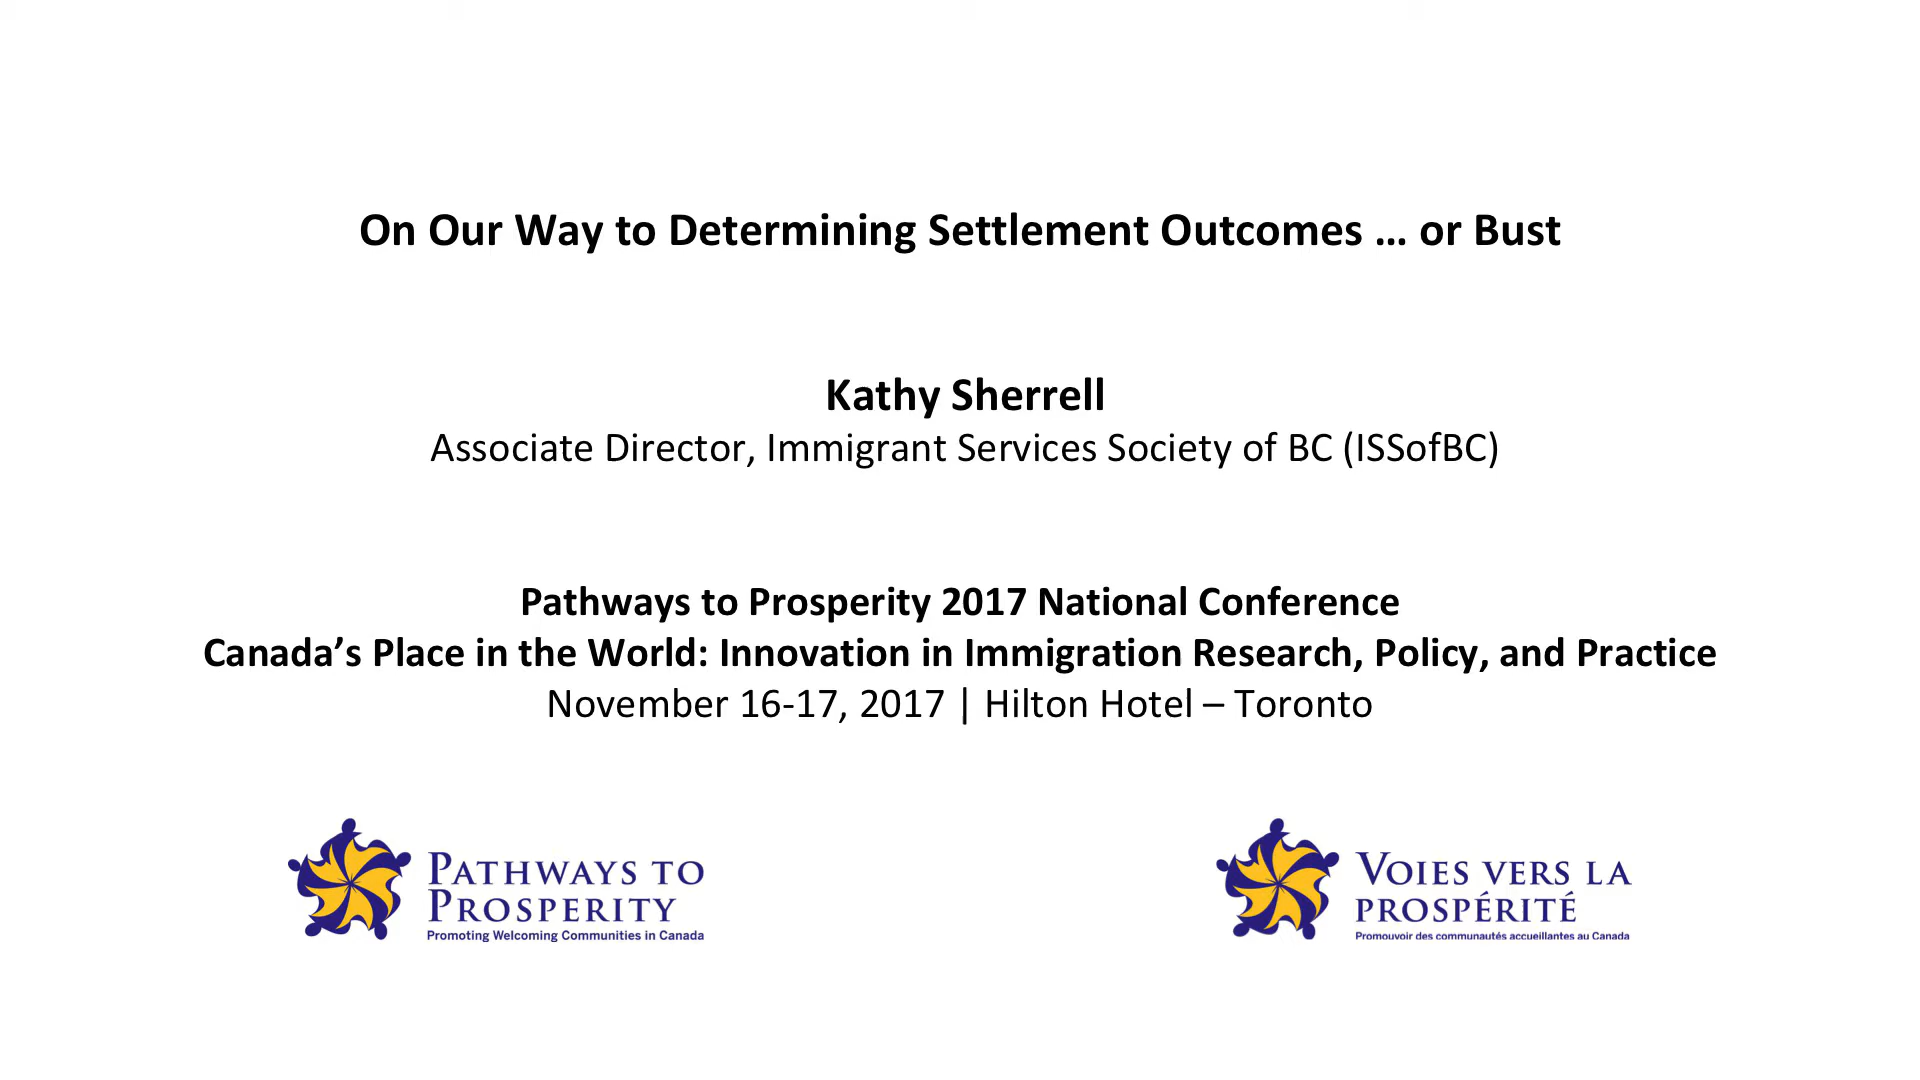 On Our Way to Determining Settlement Outcomes … or Bust
Kathy Sherrell
Associate Director, Immigrant Services Society of BC (ISSofBC)
Pathways to Prosperity 2017 National Conference
Canada’s Place in the World: Innovation in Immigration Research, Policy, and Practice
November 16-17, 2017 | Hilton Hotel – Toronto
PATHWAYS TO
PROSPERITY
Promoting Welcoming Communities in Canada
VOIES VERS LA
PROSPÉRITÉ
Promouvoir des communautés accueillantes au Canada